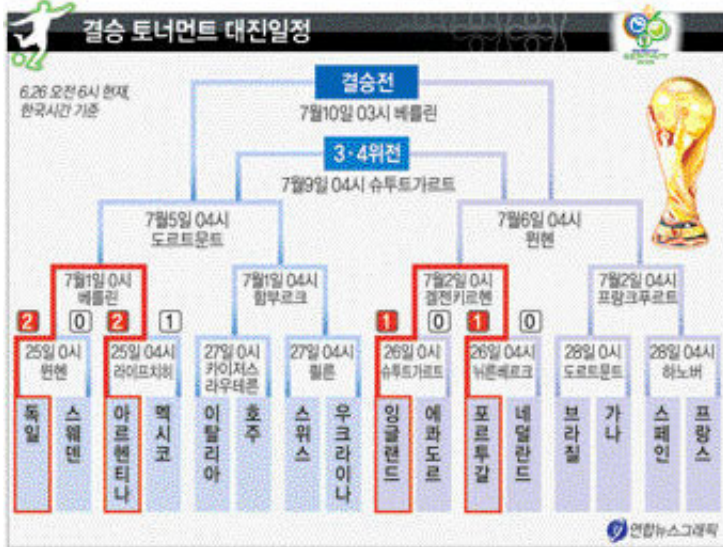 결승 토너먼트 대진일정
6.26 오전 6시 현재,
한국시간 기준
결승전
7월10일 03시 베를린
3·4위전
7월9일 04시 슈투트가르트
7월5일 04시
도르트문트
7월6일 04시
뮌헨
7월1일 0시
베를린
7월1일 04시
함부르크
7월2일 0시
겔젠키르헨
7월2일 04시
프랑크푸르트
2 0 2 1 1 0 1 0
25일 0시
뮌헨
25일 04시
라이프치히
27일 0시
카이저스
라우테른
27일 04시
쾰른
26일 0시
슈투트가르트
26일 04시
뉘른베르크
28일 0시
도르트문트
28일 04시
하노버
독일
스웨덴
아르헨티나
멕시코
이탈리아
호주
스위스
우크라이나
잉글랜드
에콰도르
포르투갈
네덜란드
브라질
가나
스페인
프랑스
연합뉴스그래픽